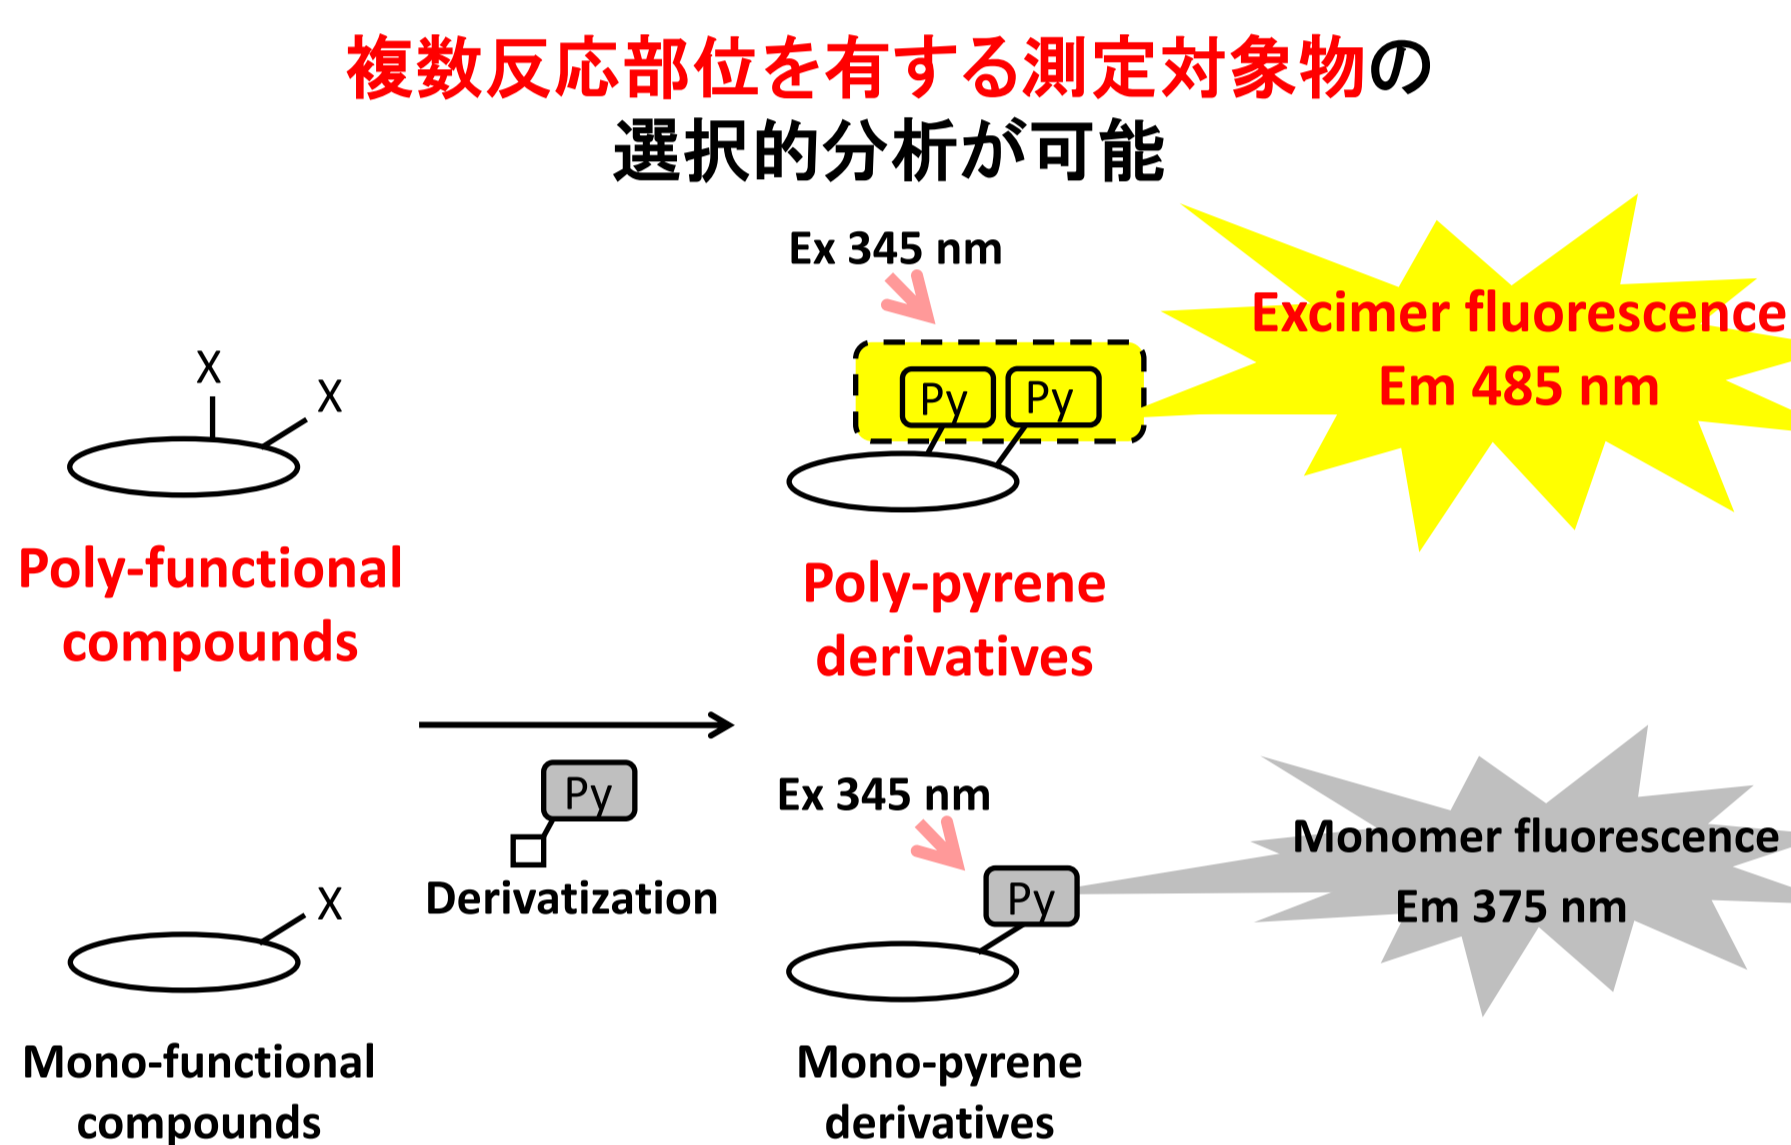 複数反応部位を有する測定対象物の
選択的分析が可能
Ex 345 nm
Excimer fluorescence
Em 485 nm
X
X
Py
Py
Poly-functional
compounds
Poly-pyrene
derivatives
Py
Derivatization
Ex 345 nm
Monomer fluorescence
Em 375 nm
X
Py
Mono-functional
compounds
Mono-pyrene
derivatives